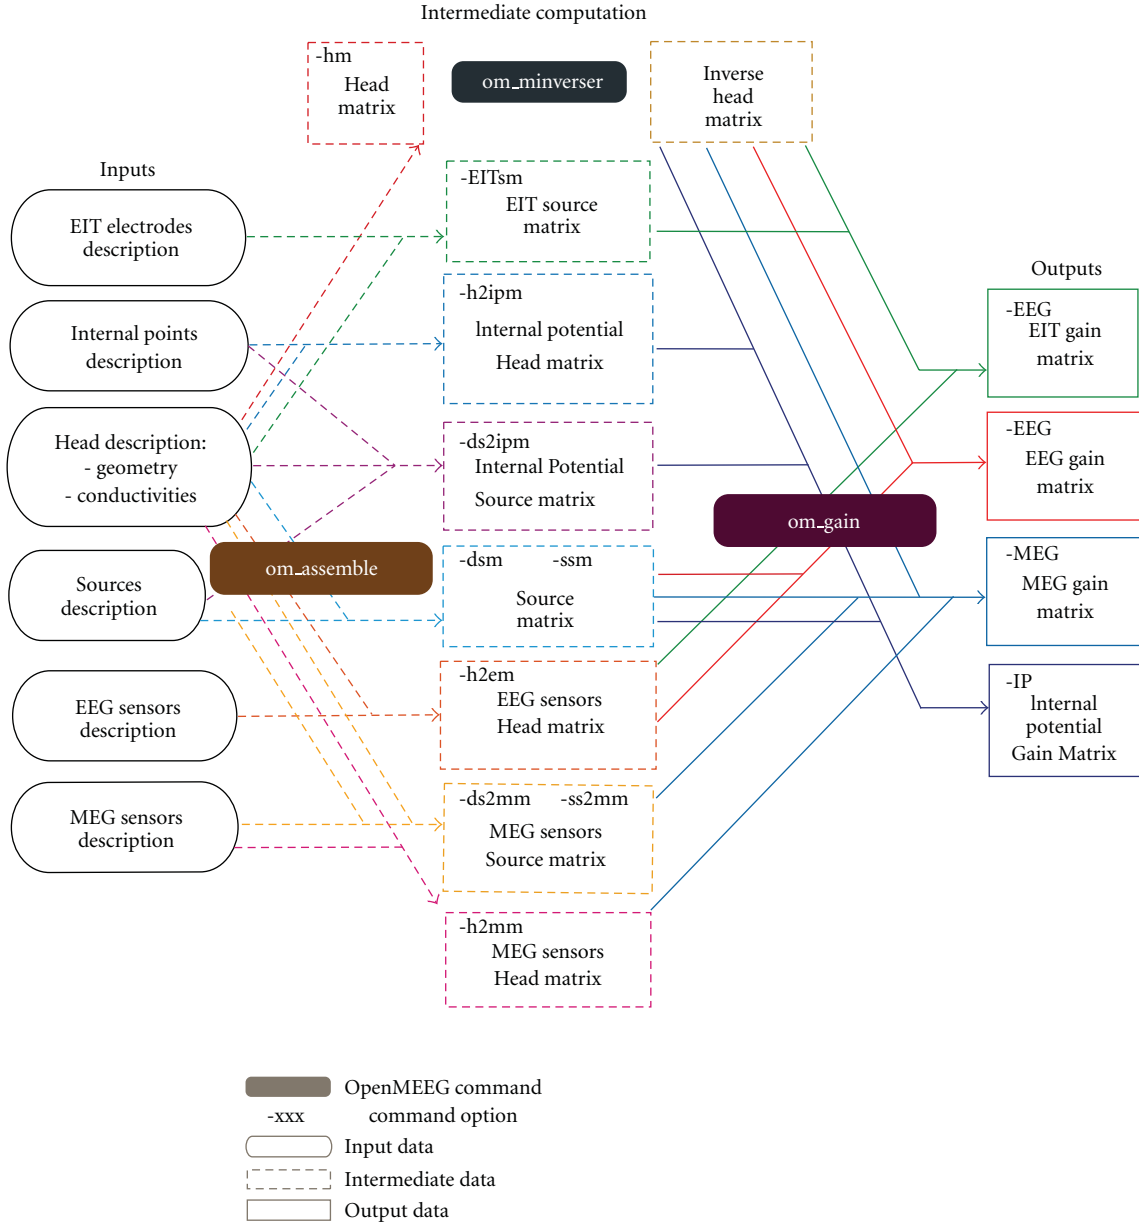 Intermediate computation
-hm
Head
matrix
om_minverser
Inverse
head
matrix
Inputs
EIT electrodes
description
Internal points
description
Head description:
- geometry
- conductivities
Sources
description
EEG sensors
description
MEG sensors
description
om_assemble
-EITsm
EIT source
matrix
-h2ipm
Internal potential
Head matrix
-ds2ipm
Internal Potential
Source matrix
-dsm -ssm
Source
matrix
-h2em
EEG sensors
Head matrix
-ds2mm -ss2mm
MEG sensors
Source matrix
-h2mm
MEG sensors
Head matrix
om_gain
Outputs
-EEG
EIT gain
matrix
-EEG
EEG gain
matrix
-MEG
MEG gain
matrix
-IP
Internal
potential
Gain Matrix
OpenMEEG command
-xxx command option
Input data
Intermediate data
Output data